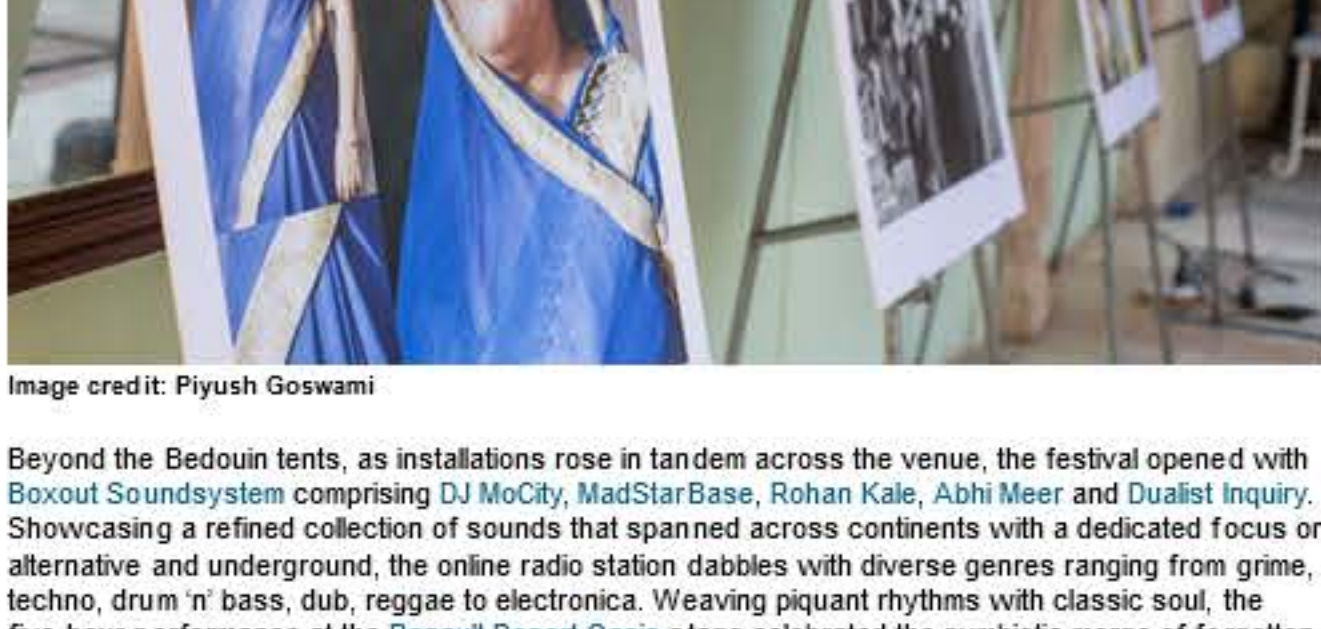 Image credit: Piyush Goswami
Beyond the Bedouin tents, as installations rose in tandem across the venue, the festival opened with
Boxout Soundsystem comprising DJ MoCity, MadStarBase, Rohan Kale, Abhi Meer and Dualist Inquiry.
Showcasing a refined collection of sounds that spanned across continents with a dedicated focus on
alternative and underground, the online radio station dabbles with diverse genres ranging from grime,
techno, drum ‘n’ bass, dub, reggae to electronica. Weaving piquant rhythms with classic soul, the